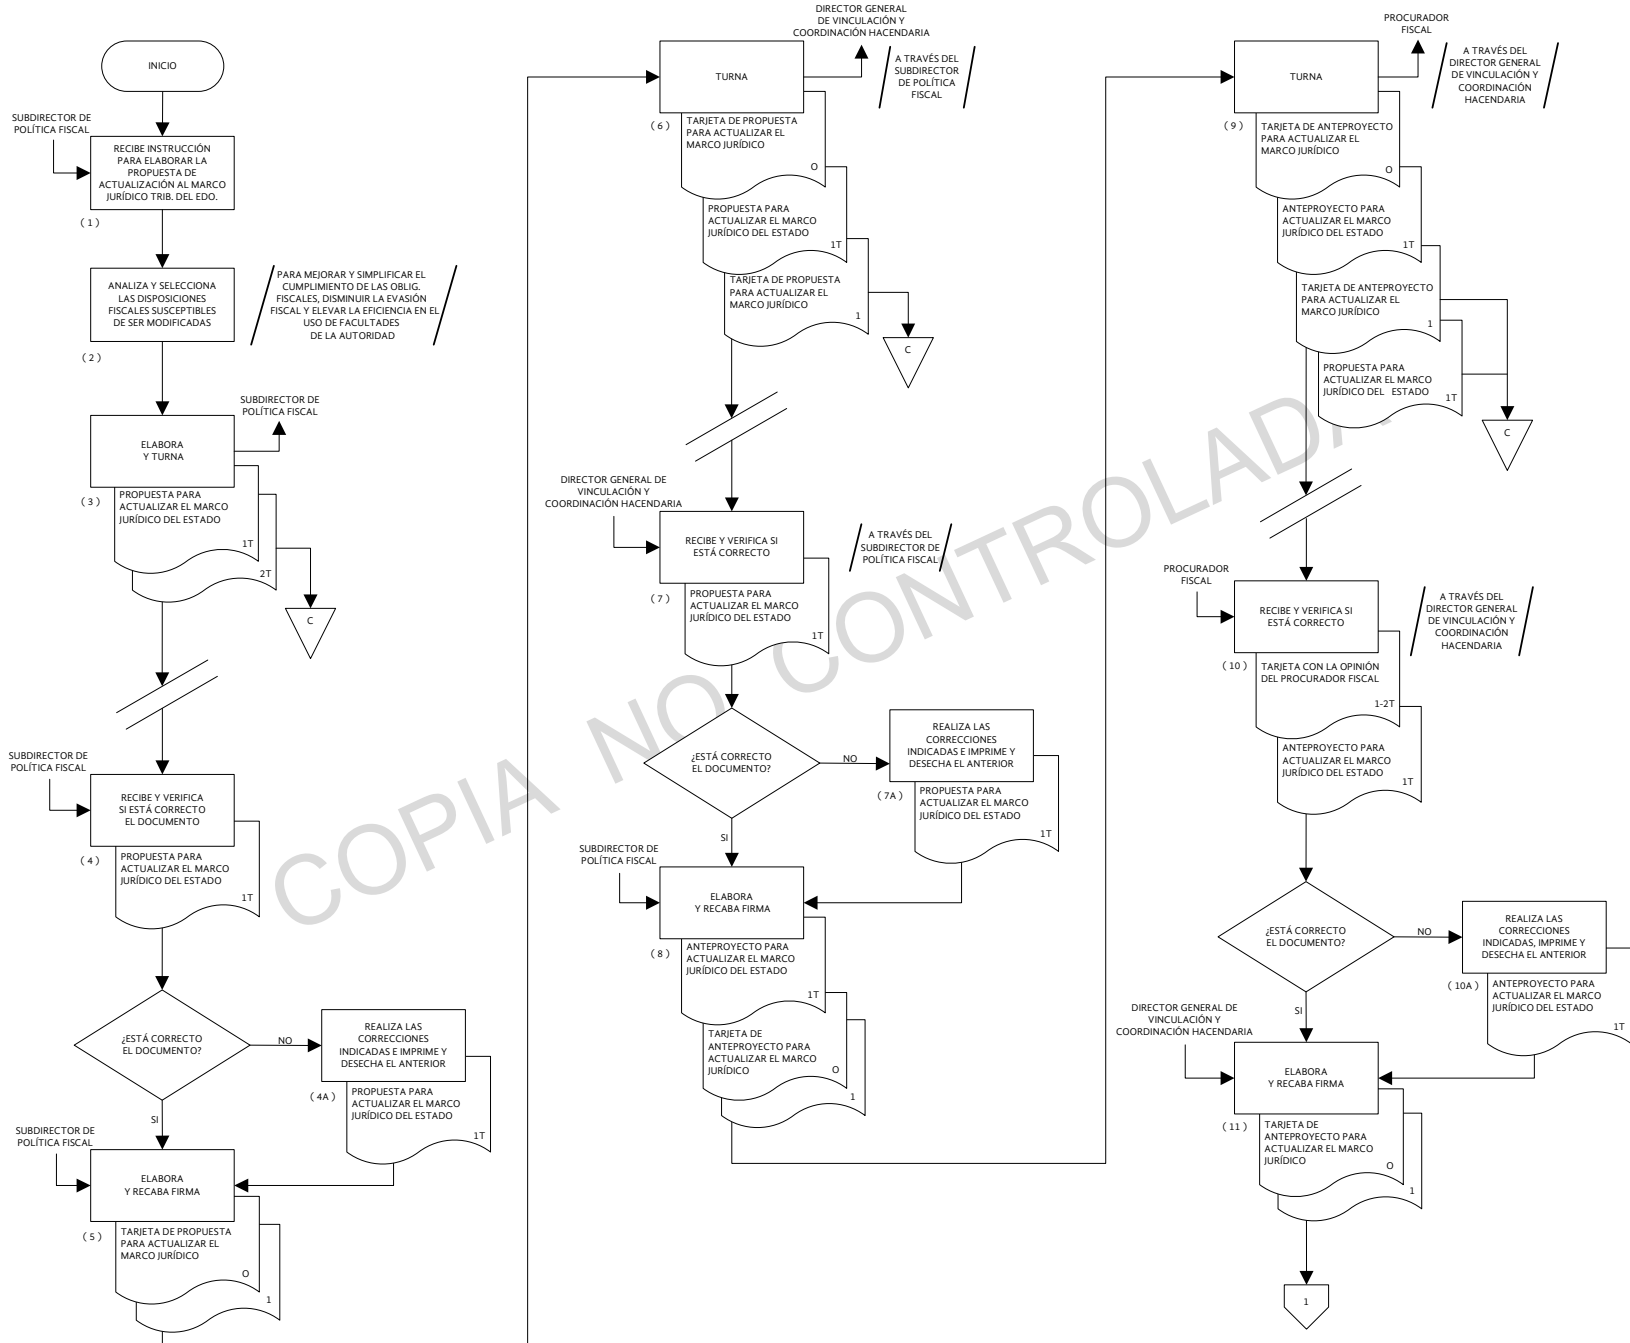 INICIO
SUBDIRECTOR DE
POLÍTICA FISCAL
RECIBE INSTRUCCIÓN
PARA ELABORAR LA
PROPUESTA DE
ACTUALIZACIÓN AL MARCO
JURÍDICO TRIB. DEL EDO.
( 1 )
ANALIZA Y SELECCIONA
LAS DISPOSICIONES
FISCALES SUSCEPTIBLES
DE SER MODIFICADAS
( 2 )
PARA MEJORAR Y SIMPLIFICAR EL
CUMPLIMIENTO DE LAS OBLIG.
FISCALES, DISMINUIR LA EVASIÓN
FISCAL Y ELEVAR LA EFICIENCIA EN EL
USO DE FACULTADES
DE LA AUTORIDAD
SUBDIRECTOR DE
POLÍTICA FISCAL
ELABORA
Y TURNA
( 3 )
PROPUESTA PARA
ACTUALIZAR EL MARCO
JURÍDICO DEL ESTADO
1T
2T
C
SUBDIRECTOR DE
POLÍTICA FISCAL
RECIBE Y VERIFICA
SI ESTÁ CORRECTO
EL DOCUMENTO
( 4 )
PROPUESTA PARA
ACTUALIZAR EL MARCO
JURÍDICO DEL ESTADO
1T
¿ESTÁ CORRECTO
EL DOCUMENTO?
NO
REALIZA LAS
CORRECCIONES
INDICADAS E IMPRIME Y
DESECHA EL ANTERIOR
( 4A )
PROPUESTA PARA
ACTUALIZAR EL MARCO
JURÍDICO DEL ESTADO
1T
SI
SUBDIRECTOR DE
POLÍTICA FISCAL
ELABORA
Y RECABA FIRMA
( 5 )
TARJETA DE PROPUESTA
PARA ACTUALIZAR EL
MARCO JURÍDICO
O
1
DIRECTOR GENERAL
DE VINCULACIÓN Y
COORDINACIÓN HACENDARIA
TURNA
A TRAVÉS DEL
SUBDIRECTOR
DE POLÍTICA
FISCAL
( 6 )
TARJETA DE PROPUESTA
PARA ACTUALIZAR EL
MARCO JURÍDICO
O
PROPUESTA PARA
ACTUALIZAR EL MARCO
JURÍDICO DEL ESTADO
1T
TARJETA DE PROPUESTA
PARA ACTUALIZAR EL
MARCO JURÍDICO
1
C
DIRECTOR GENERAL DE
VINCULACIÓN Y
COORDINACIÓN HACENDARIA
RECIBE Y VERIFICA SI
ESTÁ CORRECTO
A TRAVÉS DEL
SUBDIRECTOR DE
POLÍTICA FISCAL
( 7 )
PROPUESTA PARA
ACTUALIZAR EL MARCO
JURÍDICO DEL ESTADO
1T
¿ESTÁ CORRECTO
EL DOCUMENTO?
NO
REALIZA LAS
CORRECCIONES
INDICADAS E IMPRIME Y
DESECHA EL ANTERIOR
( 7A )
PROPUESTA PARA
ACTUALIZAR EL MARCO
JURÍDICO DEL ESTADO
1T
SI
SUBDIRECTOR DE
POLÍTICA FISCAL
ELABORA
Y RECABA FIRMA
( 8 )
ANTEPROYECTO PARA
ACTUALIZAR EL MARCO
JURÍDICO DEL ESTADO
1T
TARJETA DE
ANTEPROYECTO PARA
ACTUALIZAR EL MARCO
JURÍDICO
O
1
PROCURADOR
FISCAL
TURNA
A TRAVÉS DEL
DIRECTOR GENERAL
DE VINCULACIÓN Y
COORDINACIÓN
HACENDARIA
( 9 )
TARJETA DE ANTEPROYECTO
PARA ACTUALIZAR EL
MARCO JURÍDICO
O
ANTEPROYECTO PARA
ACTUALIZAR EL MARCO
JURÍDICO DEL ESTADO
1T
TARJETA DE ANTEPROYECTO
PARA ACTUALIZAR EL
MARCO JURÍDICO
1
PROPUESTA PARA
ACTUALIZAR EL MARCO
JURÍDICO DEL ESTADO
1T
C
PROCURADOR
FISCAL
RECIBE Y VERIFICA SI
ESTÁ CORRECTO
A TRAVÉS DEL
DIRECTOR GENERAL
DE VINCULACIÓN Y
COORDINACIÓN
HACENDARIA
( 10 )
TARJETA CON LA OPINIÓN
DEL PROCURADOR FISCAL
1-2T
ANTEPROYECTO PARA
ACTUALIZAR EL MARCO
JURÍDICO DEL ESTADO
1T
¿ESTÁ CORRECTO
EL DOCUMENTO?
NO
REALIZA LAS
CORRECCIONES
INDICADAS, IMPRIME Y
DESECHA EL ANTERIOR
( 10A )
ANTEPROYECTO PARA
ACTUALIZAR EL MARCO
JURÍDICO DEL ESTADO
1T
SI
DIRECTOR GENERAL DE
VINCULACIÓN Y
COORDINACIÓN HACENDARIA
ELABORA
Y RECABA FIRMA
( 11 )
TARJETA DE
ANTEPROYECTO PARA
ACTUALIZAR EL MARCO
JURÍDICO
O
1
1
COPIA NO CONTROLADA